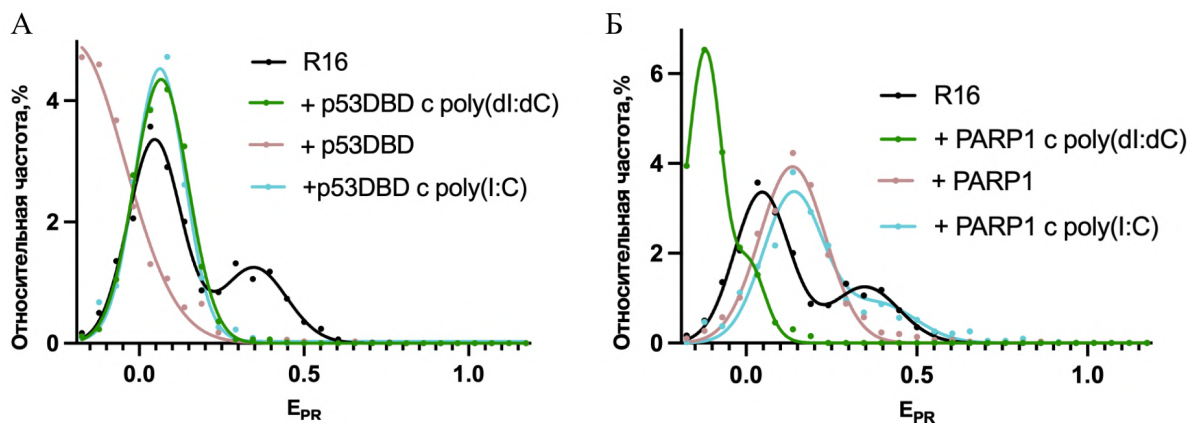 А
Относительная частота,%
4
2
0
0.0
0.5
1.0
E_PR
R16
+ p53DBD с poly(dI:dC)
+ p53DBD
+p53DBD с poly(I:C)
Б
Относительная частота,%
6
4
2
0
0.0
0.5
1.0
E_PR
R16
+ PARP1 с poly(dI:dC)
+ PARP1
+ PARP1 с poly(I:C)